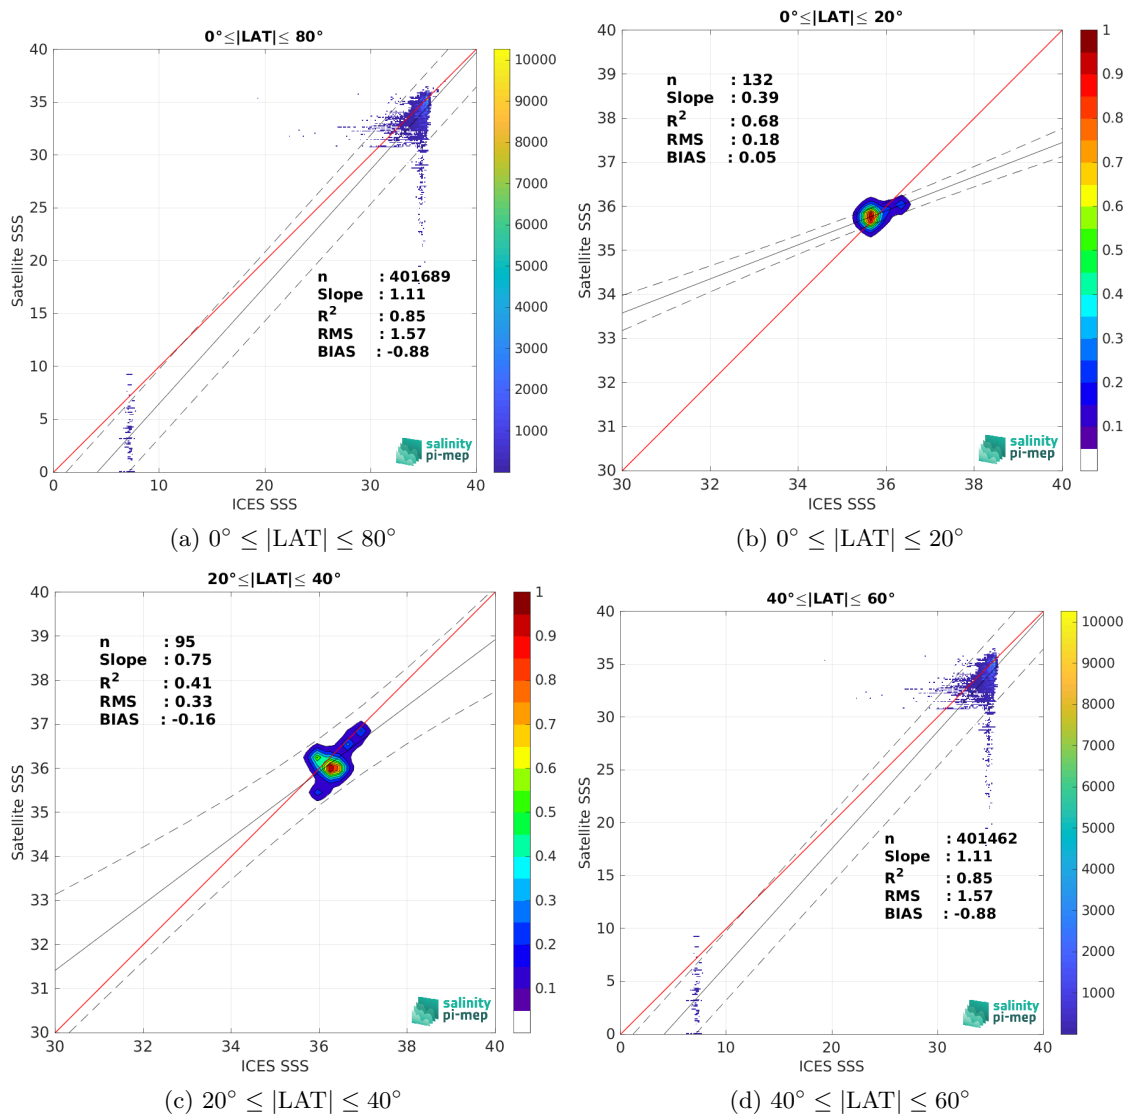 0°≤|LAT|≤ 80°
40
35
30
25
20
15
10
5
0
0
10
20
30
40
Satellite SSS
ICES SSS
n : 401689
Slope : 1.11
R² : 0.85
RMS : 1.57
BIAS : -0.88
salinity
pi-mep
10000
9000
8000
7000
6000
5000
4000
3000
2000
1000
(a) 0° ≤ |LAT| ≤ 80°
0°≤|LAT|≤ 20°
40
39
38
37
36
35
34
33
32
31
30
30
32
34
36
38
40
Satellite SSS
ICES SSS
n : 132
Slope : 0.39
R² : 0.68
RMS : 0.18
BIAS : 0.05
salinity
pi-mep
1
0.9
0.8
0.7
0.6
0.5
0.4
0.3
0.2
0.1
(b) 0° ≤ |LAT| ≤ 20°
20°≤|LAT|≤ 40°
40
39
38
37
36
35
34
33
32
31
30
30
32
34
36
38
40
Satellite SSS
ICES SSS
n : 95
Slope : 0.75
R² : 0.41
RMS : 0.33
BIAS : -0.16
salinity
pi-mep
1
0.9
0.8
0.7
0.6
0.5
0.4
0.3
0.2
0.1
(c) 20° ≤ |LAT| ≤ 40°
40°≤|LAT|≤ 60°
40
35
30
25
20
15
10
5
0
0
10
20
30
40
Satellite SSS
ICES SSS
n : 401462
Slope : 1.11
R² : 0.85
RMS : 1.57
BIAS : -0.88
salinity
pi-mep
10000
9000
8000
7000
6000
5000
4000
3000
2000
1000
(d) 40° ≤ |LAT| ≤ 60°